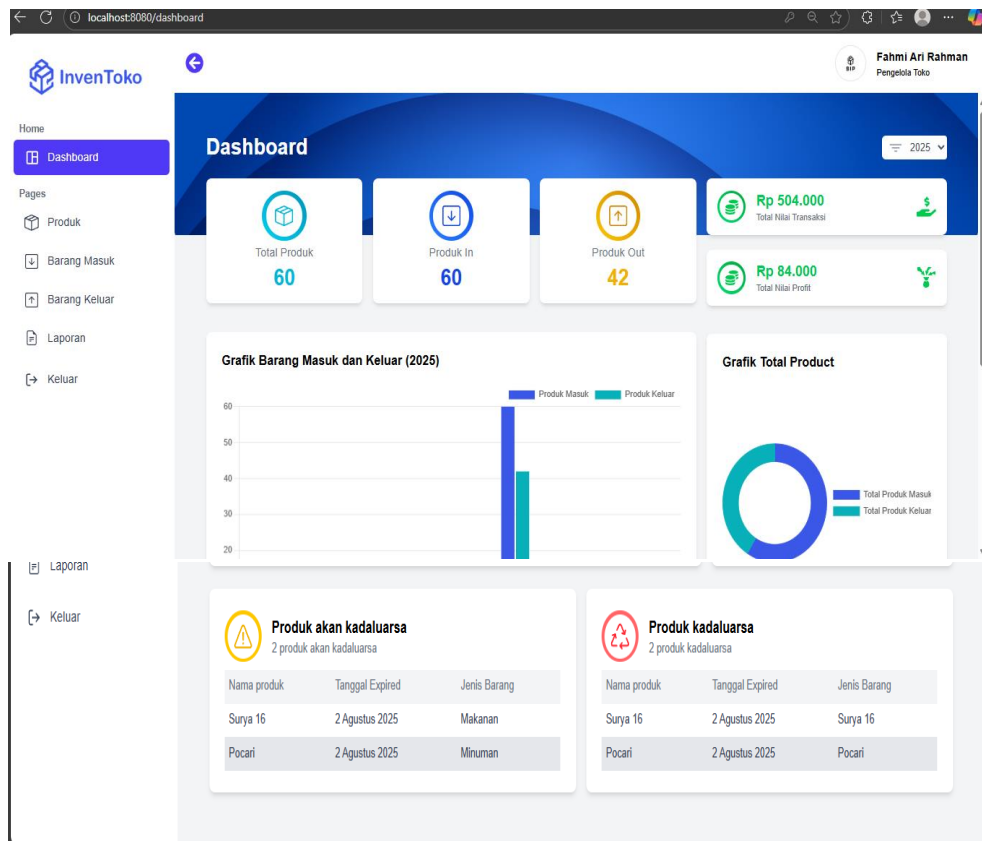 localhost:8080/dashboard
InvenToko
Fahmi Ari Rahman
BIP
Pengelola Toko
Home
Dashboard
Pages
Produk
Barang Masuk
Barang Keluar
Laporan
Keluar
Dashboard
2025
Total Produk
60
Produk In
60
Produk Out
42
Rp 504.000
Total Nilai Transaksi
Rp 84.000
Total Nilai Profit
Grafik Barang Masuk dan Keluar (2025)
Produk Masuk Produk Keluar
60
50
40
30
20
Grafik Total Product
Total Produk Masuk
Total Produk Keluar
Laporan
Keluar
Produk akan kadaluarsa
2 produk akan kadaluarsa
Nama produk Tanggal Expired Jenis Barang
Surya 16 2 Agustus 2025 Makanan
Pocari 2 Agustus 2025 Minuman
Produk kadaluarsa
2 produk kadaluarsa
Nama produk Tanggal Expired Jenis Barang
Surya 16 2 Agustus 2025 Surya 16
Pocari 2 Agustus 2025 Pocari